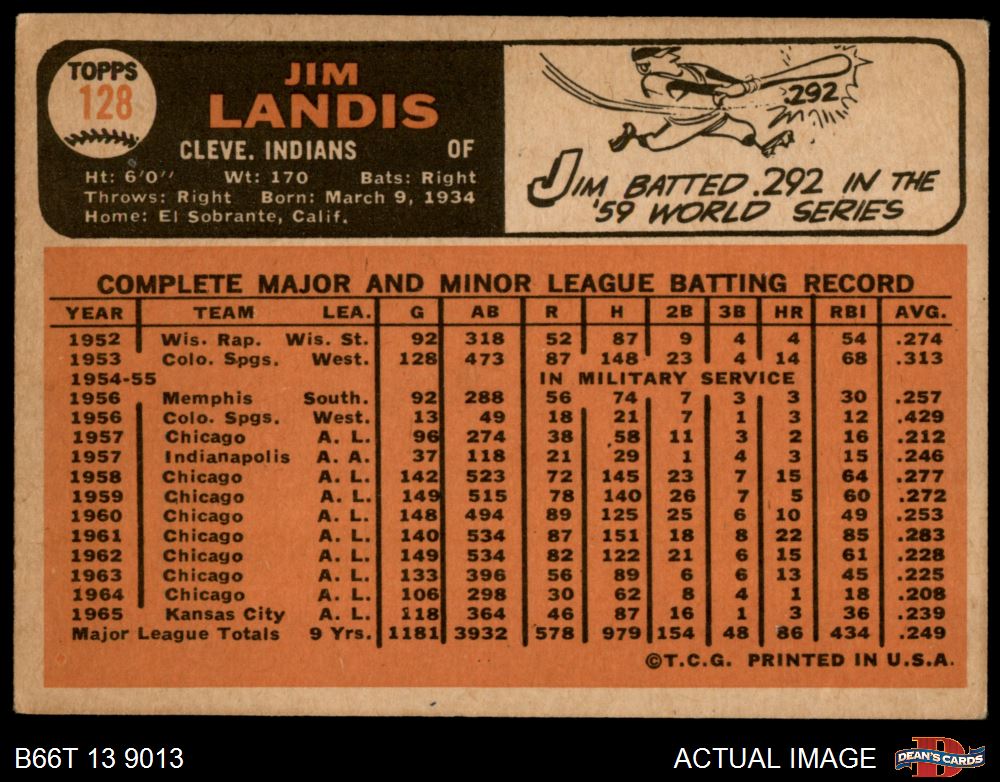 TOPPS
128
JIM
LANDIS
CLEVE. INDIANS OF
Ht: 6'0" Wt: 170 Bats: Right
Throws: Right Born: March 9, 1934
Home: El Sobrante, Calif.
.292
JIM BATTED .292 IN THE
'59 WORLD SERIES
COMPLETE MAJOR AND MINOR LEAGUE BATTING RECORD
YEAR TEAM LEA. G AB R H 2B 3B HR RBI AVG.
1952 Wis. Rap. Wis. St. 92 318 52 87 9 4 4 54 .274
1953 Colo. Spgs. West. 128 473 87 148 23 4 14 68 .313
1954-55 IN MILITARY SERVICE
1956 Memphis South. 92 288 56 74 7 3 3 30 .257
1956 Colo. Spgs. West. 13 49 18 21 7 1 3 12 .429
1957 Chicago A. L. 96 274 38 58 11 3 2 16 .212
1957 Indianapolis A. A. 37 118 21 29 1 4 3 15 .246
1958 Chicago A. L. 142 523 72 145 23 7 15 64 .277
1959 Chicago A. L. 149 515 78 140 26 7 5 60 .272
1960 Chicago A. L. 148 494 89 125 25 6 10 49 .253
1961 Chicago A. L. 140 534 87 151 18 8 22 85 .283
1962 Chicago A. L. 149 534 82 122 21 6 15 61 .228
1963 Chicago A. L. 133 396 56 89 6 6 13 45 .225
1964 Chicago A. L. 106 298 30 62 8 4 1 18 .208
1965 Kansas City A. L. 118 364 46 87 16 1 3 36 .239
Major League Totals 9 Yrs. 1181 3932 578 979 154 48 86 434 .249
©T.C.G. PRINTED IN U.S.A.
B66T 13 9013 ACTUAL IMAGE
D
DEAN'S CARDS